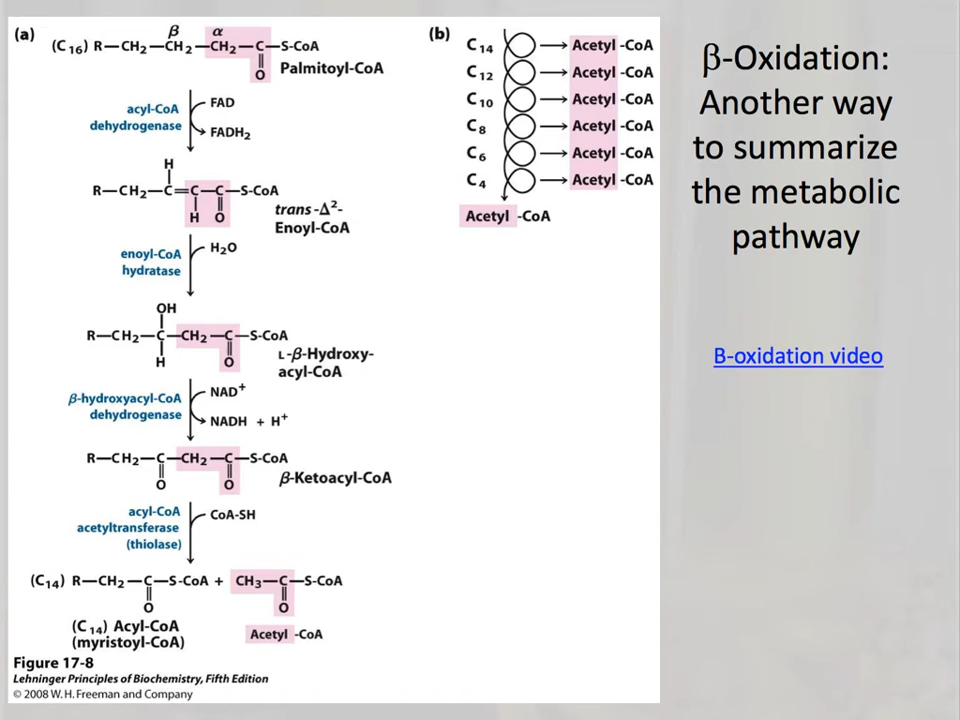 (a)
β α
(C16) R—CH2—CH2—CH2—C—S-CoA
O
Palmitoyl-CoA
acyl-CoA
dehydrogenase
FAD
FADH2
H
R—CH2—C=C—C—S-CoA
H O
trans-Δ2-
Enoyl-CoA
enoyl-CoA
hydratase
H2O
OH
R—CH2—C—CH2—C—S-CoA
H O
L-β-Hydroxy-
acyl-CoA
β-hydroxyacyl-CoA
dehydrogenase
NAD+
NADH + H+
R—CH2—C—CH2—C—S-CoA
O O
β-Ketoacyl-CoA
acyl-CoA
acetyltransferase
(thiolase)
CoA-SH
(C14) R—CH2—C—S-CoA + CH3—C—S-CoA
O O
(C14) Acyl-CoA
(myristoyl-CoA)
Acetyl -CoA
Figure 17-8
Lehninger Principles of Biochemistry, Fifth Edition
© 2008 W. H. Freeman and Company
(b)
C14 Acetyl -CoA
C12 Acetyl -CoA
C10 Acetyl -CoA
C8 Acetyl -CoA
C6 Acetyl -CoA
C4 Acetyl -CoA
Acetyl -CoA
β-Oxidation:
Another way
to summarize
the metabolic
pathway
B-oxidation video